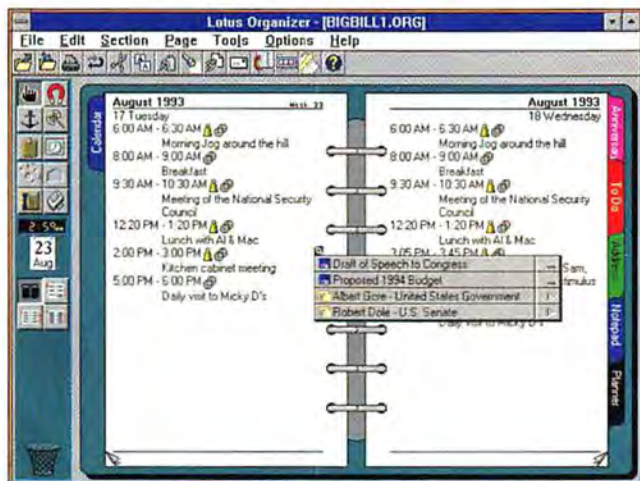 Lotus Organizer - [BIGBILL1.ORG]
File Edit Section Page Tools Options Help
Calendar
August 1993
17 Tuesday
6:00 AM - 6:30 AM
Morning Jog around the hill
8:00 AM - 9:00 AM
Breakfast
9:30 AM - 10:30 AM
Meeting of the National Security
Council
12:20 PM - 1:20 PM
Lunch with Al & Mac
2:00 PM - 3:00 PM
Kitchen cabinet meeting
5:00 PM - 6:00 PM
Daily visit to Micky D's
August 1993
18 Wednesday
6:00 AM - 6:30 AM
Morning Jog around the hill
8:00 AM - 9:00 AM
Breakfast
9:30 AM - 10:30 AM
Meeting of the National Security
Council
12:20 PM - 1:20 PM
Lunch with Al & Mac
3:05 PM - 3:45 PM
Sam,
Draft of Speech to Congress
Proposed 1994 Budget
Albert Gore - United States Government
Robert Dole - U.S. Senate
Daily visit to Micky D's
Anniversary
To Do
Notepad
Planner
23
Aug